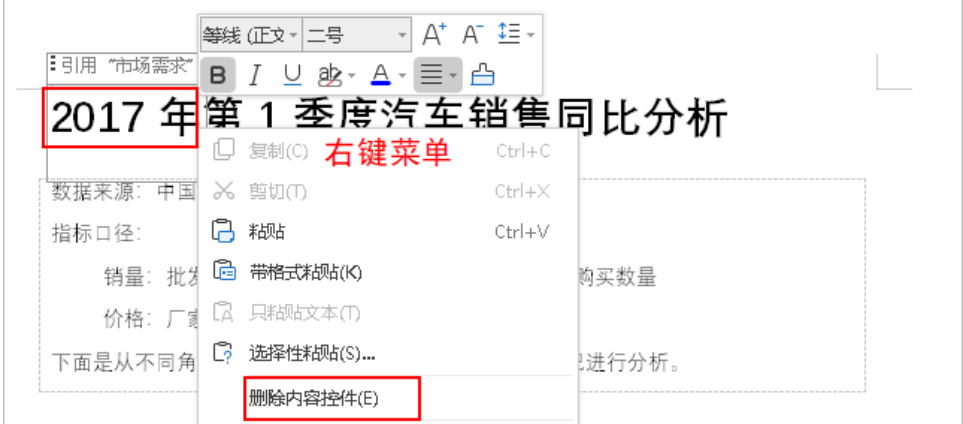 等线 (正文 二号 A+ A-
引用 “市场需求” B I U ab A
2017 年第 1 季度汽车销售同比分析
复制(C) 右键菜单 Ctrl+C
数据来源: 中国 剪切(T) Ctrl+X
指标口径: 粘贴 Ctrl+V
销量: 批发 带格式粘贴(K) 购买数量
价格: 厂家 只粘贴文本(T)
下面是从不同角 选择性粘贴(S)... 进行分析。
删除内容控件(E)